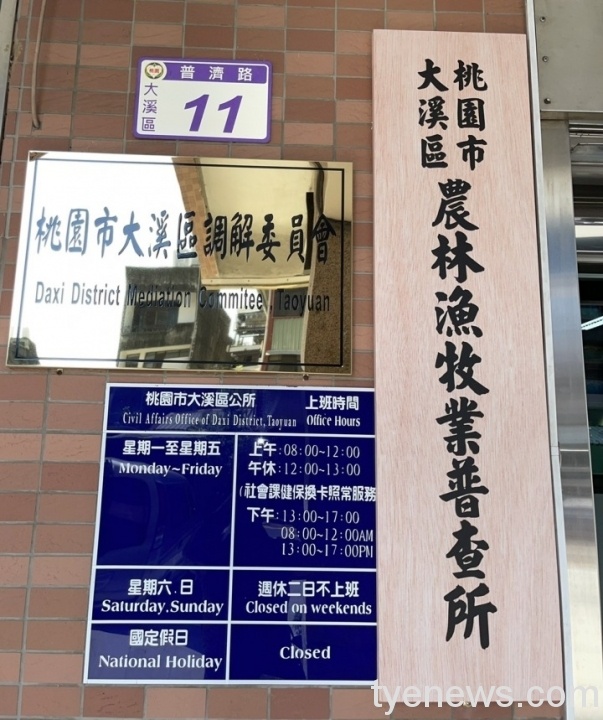 普濟路
大溪區
11
桃園市大溪區調解委員會
Daxi District Mediation Commitee , Taoyuan
桃園市大溪區公所 上班時間
Civil Affairs Office of Daxi District, Taoyuan Office Hours
星期一至星期五
Monday~Friday
上午:08:00~12:00
午休:12:00~13:00
(社會課健保換卡照常服務
下午:13:00~17:00
08:00~12:00AM
13:00~17:00PM
星期六.日
Saturday.Sunday
週休二日不上班
Closed on weekends
國定假日
National Holiday
Closed
桃園市
大溪區
農林漁牧業普查所
tyenews.com